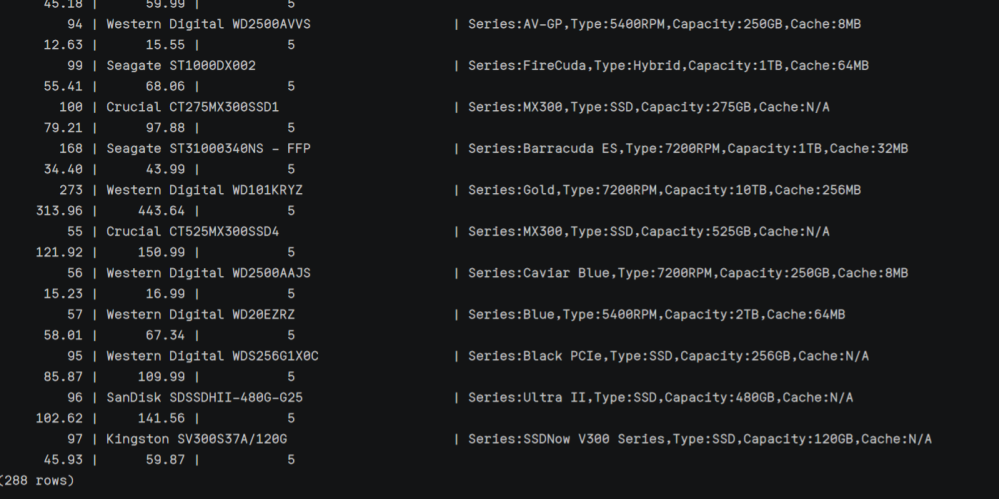 45.18 | 59.99 | 5
94 | Western Digital WD2500AVVS | Series:AV-GP,Type:5400RPM,Capacity:250GB,Cache:8MB
12.63 | 15.55 | 5
99 | Seagate ST1000DX002 | Series:FireCuda,Type:Hybrid,Capacity:1TB,Cache:64MB
55.41 | 68.06 | 5
100 | Crucial CT275MX300SSD1 | Series:MX300,Type:SSD,Capacity:275GB,Cache:N/A
79.21 | 97.88 | 5
168 | Seagate ST31000340NS - FFP | Series:Barracuda ES,Type:7200RPM,Capacity:1TB,Cache:32MB
34.40 | 43.99 | 5
273 | Western Digital WD101KRYZ | Series:Gold,Type:7200RPM,Capacity:10TB,Cache:256MB
313.96 | 443.64 | 5
55 | Crucial CT525MX300SSD4 | Series:MX300,Type:SSD,Capacity:525GB,Cache:N/A
121.92 | 150.99 | 5
56 | Western Digital WD2500AAJS | Series:Caviar Blue,Type:7200RPM,Capacity:250GB,Cache:8MB
15.23 | 16.99 | 5
57 | Western Digital WD20EZRZ | Series:Blue,Type:5400RPM,Capacity:2TB,Cache:64MB
58.01 | 67.34 | 5
95 | Western Digital WDS256G1X0C | Series:Black PCIe,Type:SSD,Capacity:256GB,Cache:N/A
85.87 | 109.99 | 5
96 | SanDisk SDSSDHII-480G-G25 | Series:Ultra II,Type:SSD,Capacity:480GB,Cache:N/A
102.62 | 141.56 | 5
97 | Kingston SV300S37A/120G | Series:SSDNow V300 Series,Type:SSD,Capacity:120GB,Cache:N/A
45.93 | 59.87 | 5
(288 rows)